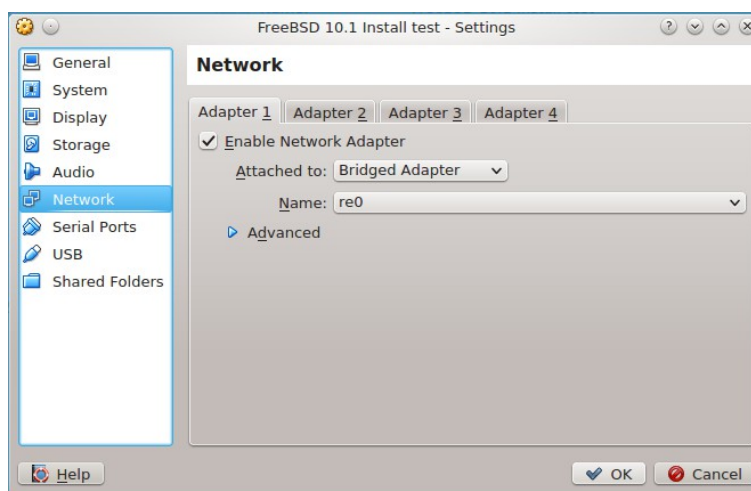 FreeBSD 10.1 Install test - Settings
General
System
Display
Storage
Audio
Network
Serial Ports
USB
Shared Folders
Network
Adapter 1 Adapter 2 Adapter 3 Adapter 4
Enable Network Adapter
Attached to: Bridged Adapter
Name: re0
Advanced
Help
OK
Cancel